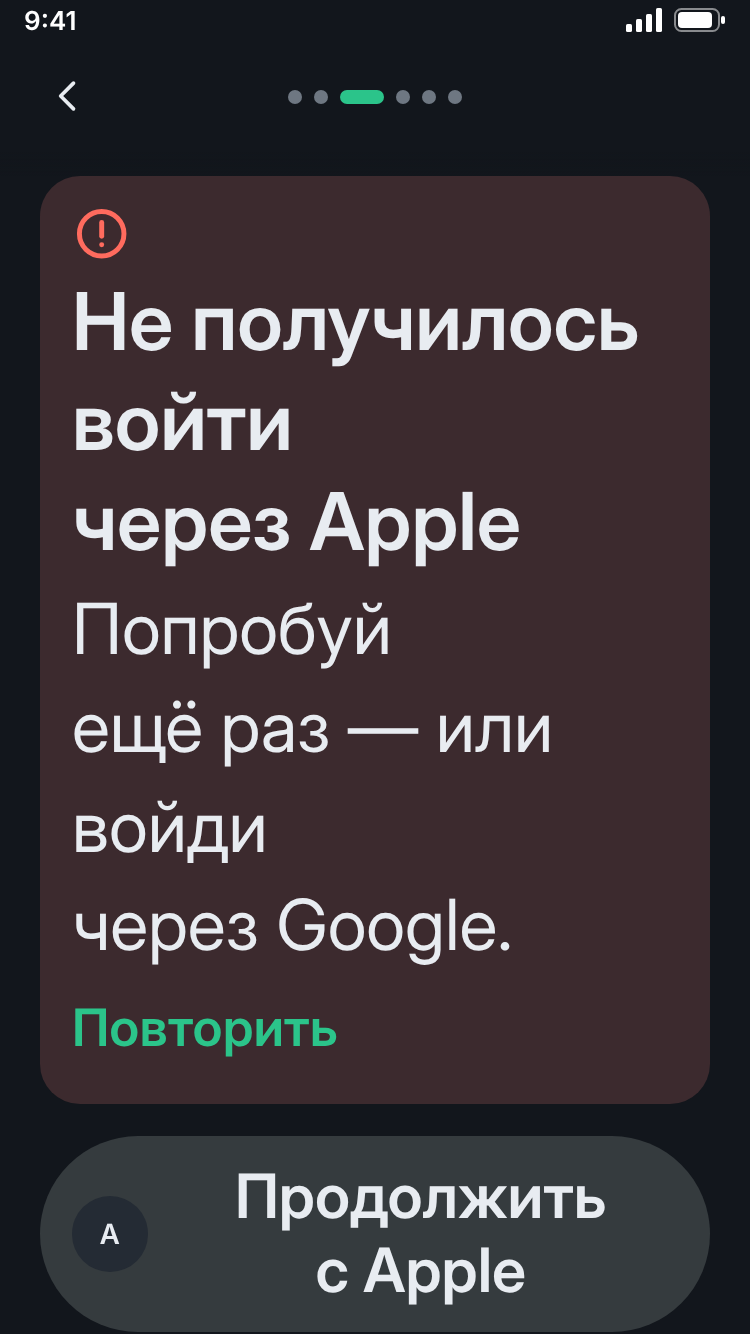 9:41
Не получилось
войти
через Apple
Попробуй
ещё раз — или
войди
через Google.
Повторить
A
Продолжить
с Apple